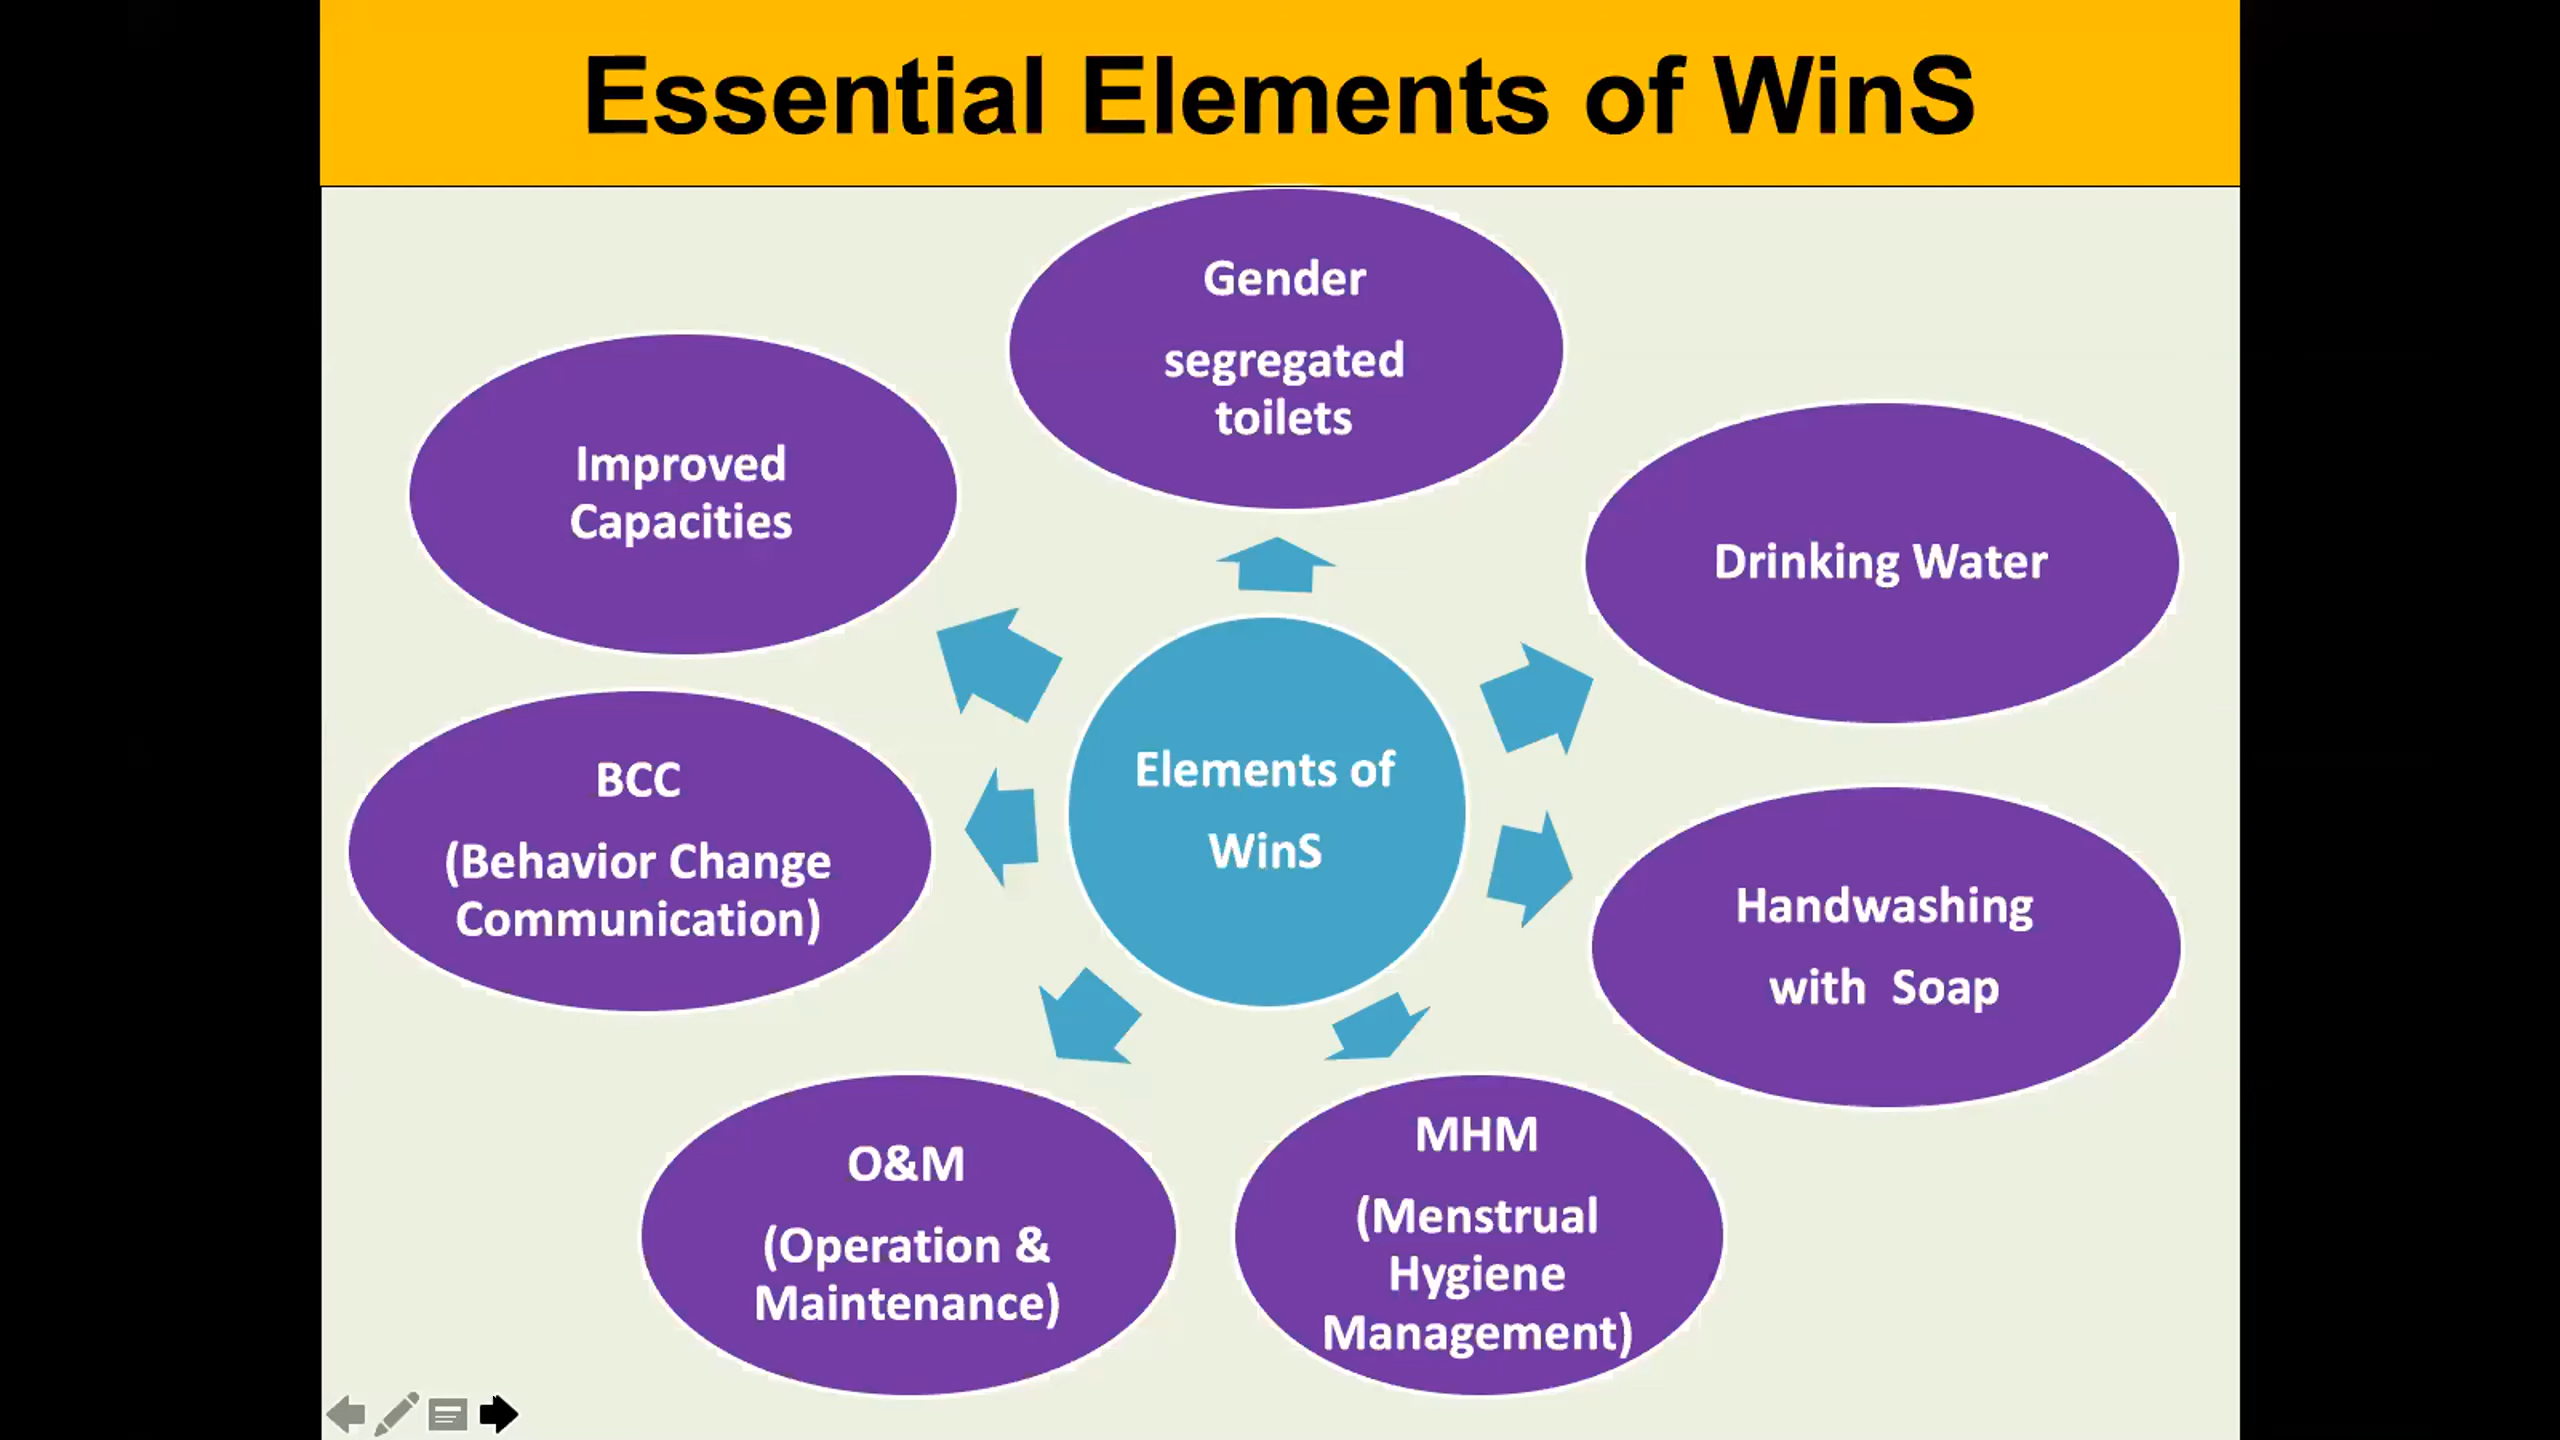 Essential Elements of WinS
Gender
segregated
toilets
Drinking Water
Handwashing
with  Soap
MHM
(Menstrual
Hygiene
Management)
O&M
(Operation &
Maintenance)
BCC
(Behavior Change
Communication)
Improved
Capacities
Elements of
WinS